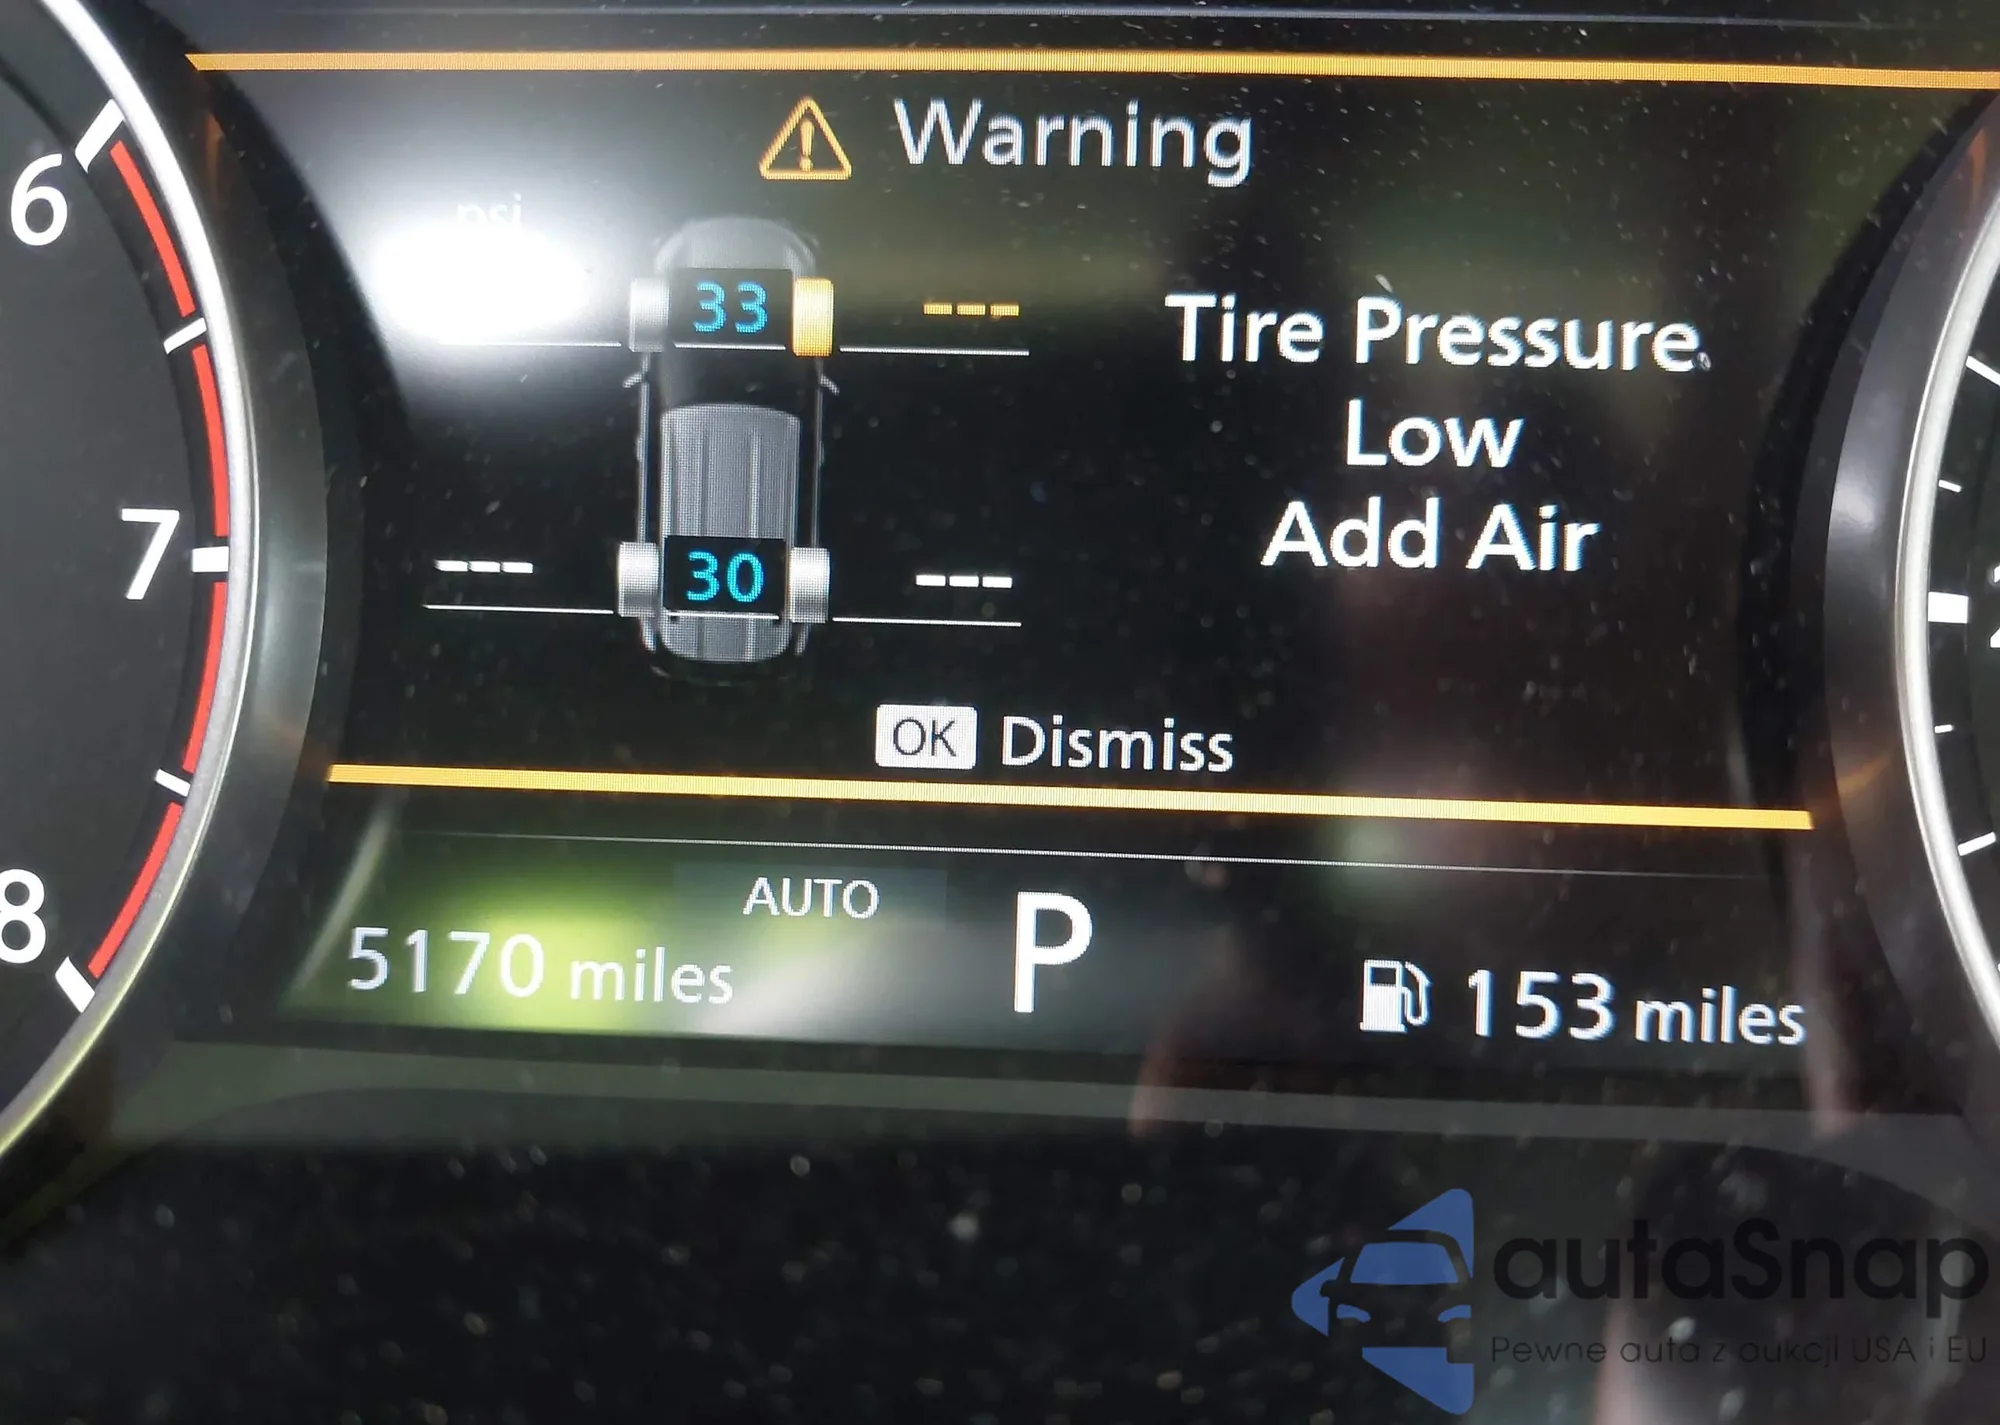 Warning
psi
33 ---
Tire Pressure
Low
Add Air
--- 30 ---
OK Dismiss
6
7
8
AUTO
5170 miles
P
153 miles
autaSnap
Pewne auta z aukcji USA i EU